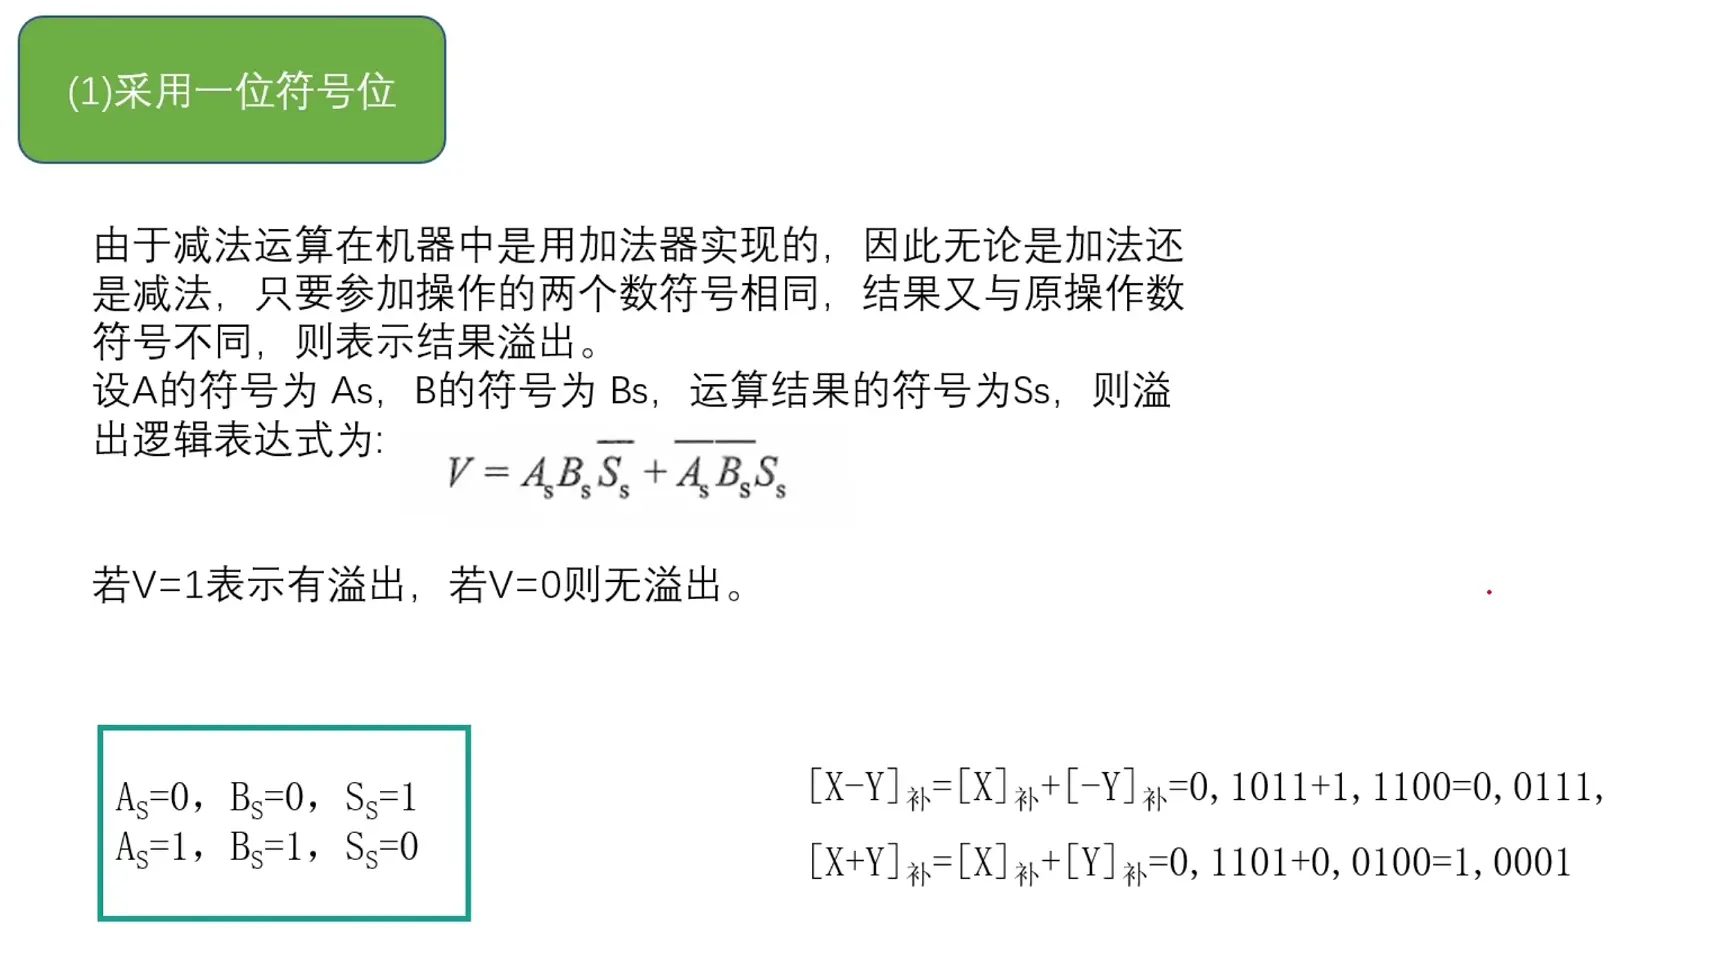 (1)采用一位符号位
由于减法运算在机器中是用加法器实现的，因此无论是加法还
是减法，只要参加操作的两个数符号相同，结果又与原操作数
符号不同，则表示结果溢出。
设A的符号为 As，B的符号为 Bs，运算结果的符号为Ss，则溢
出逻辑表达式为:
$V = A_s B_s \overline{S_s} + \overline{A_s}\,\overline{B_s} S_s$
若V=1表示有溢出，若V=0则无溢出。
A_S=0，B_S=0，S_S=1
A_S=1，B_S=1，S_S=0
[X-Y]补=[X]补+[-Y]补=0,1011+1,1100=0,0111,
[X+Y]补=[X]补+[Y]补=0,1101+0,0100=1,0001